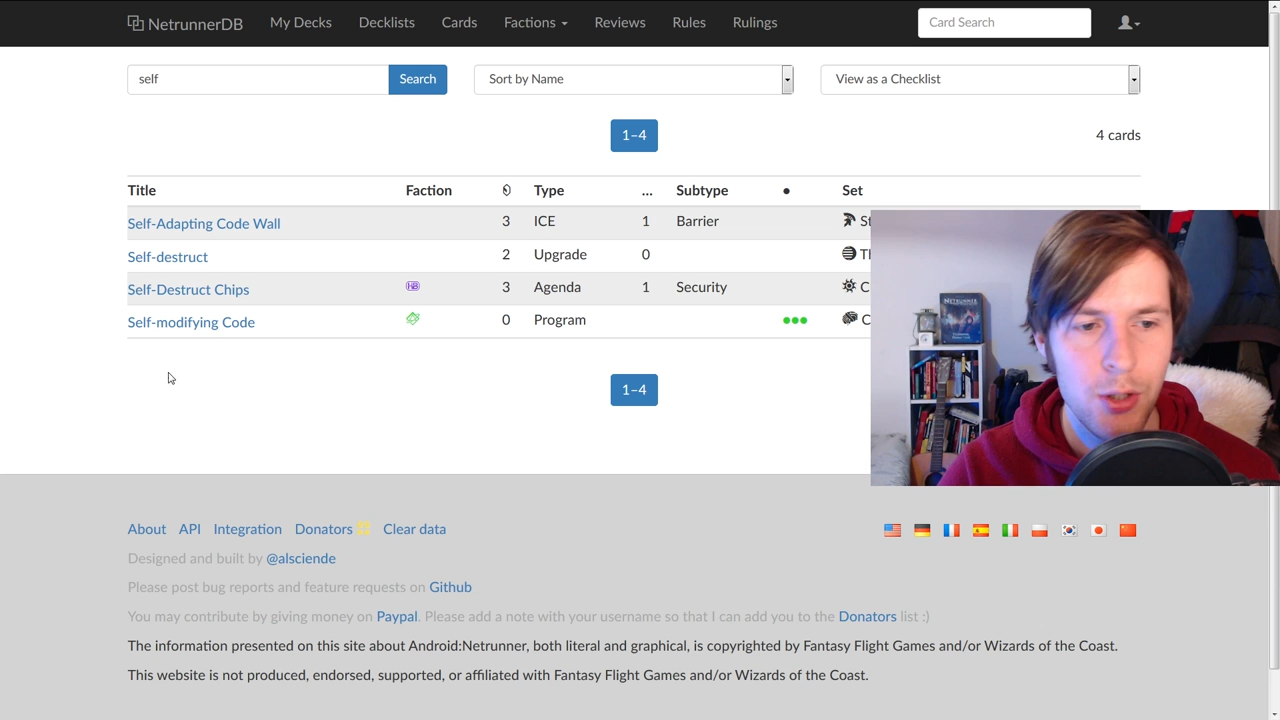 NetrunnerDB My Decks Decklists Cards Factions Reviews Rules Rulings Card Search
self Search Sort by Name View as a Checklist
1–4 4 cards
Title Faction Type ... Subtype ● Set
Self-Adapting Code Wall 3 ICE 1 Barrier St
Self-destruct 2 Upgrade 0 Th
Self-Destruct Chips HB 3 Agenda 1 Security C
Self-modifying Code 0 Program ●●● C
NETRUNNER
1–4
About API Integration Donators Clear data
Designed and built by @alsciende
Please post bug reports and feature requests on Github
You may contribute by giving money on Paypal. Please add a note with your username so that I can add you to the Donators list :)
The information presented on this site about Android:Netrunner, both literal and graphical, is copyrighted by Fantasy Flight Games and/or Wizards of the Coast.
This website is not produced, endorsed, supported, or affiliated with Fantasy Flight Games and/or Wizards of the Coast.